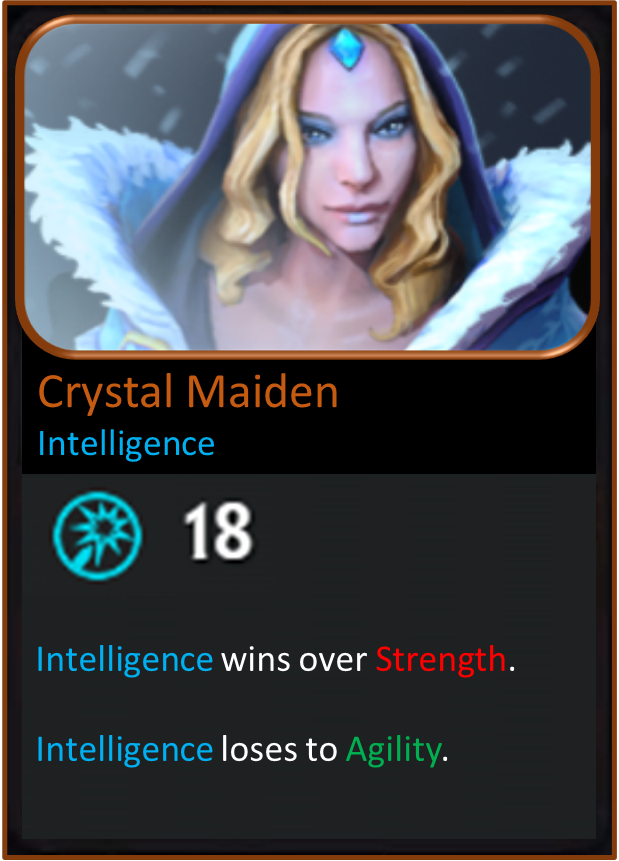 Crystal Maiden
Intelligence
18
Intelligence wins over Strength.
Intelligence loses to Agility.